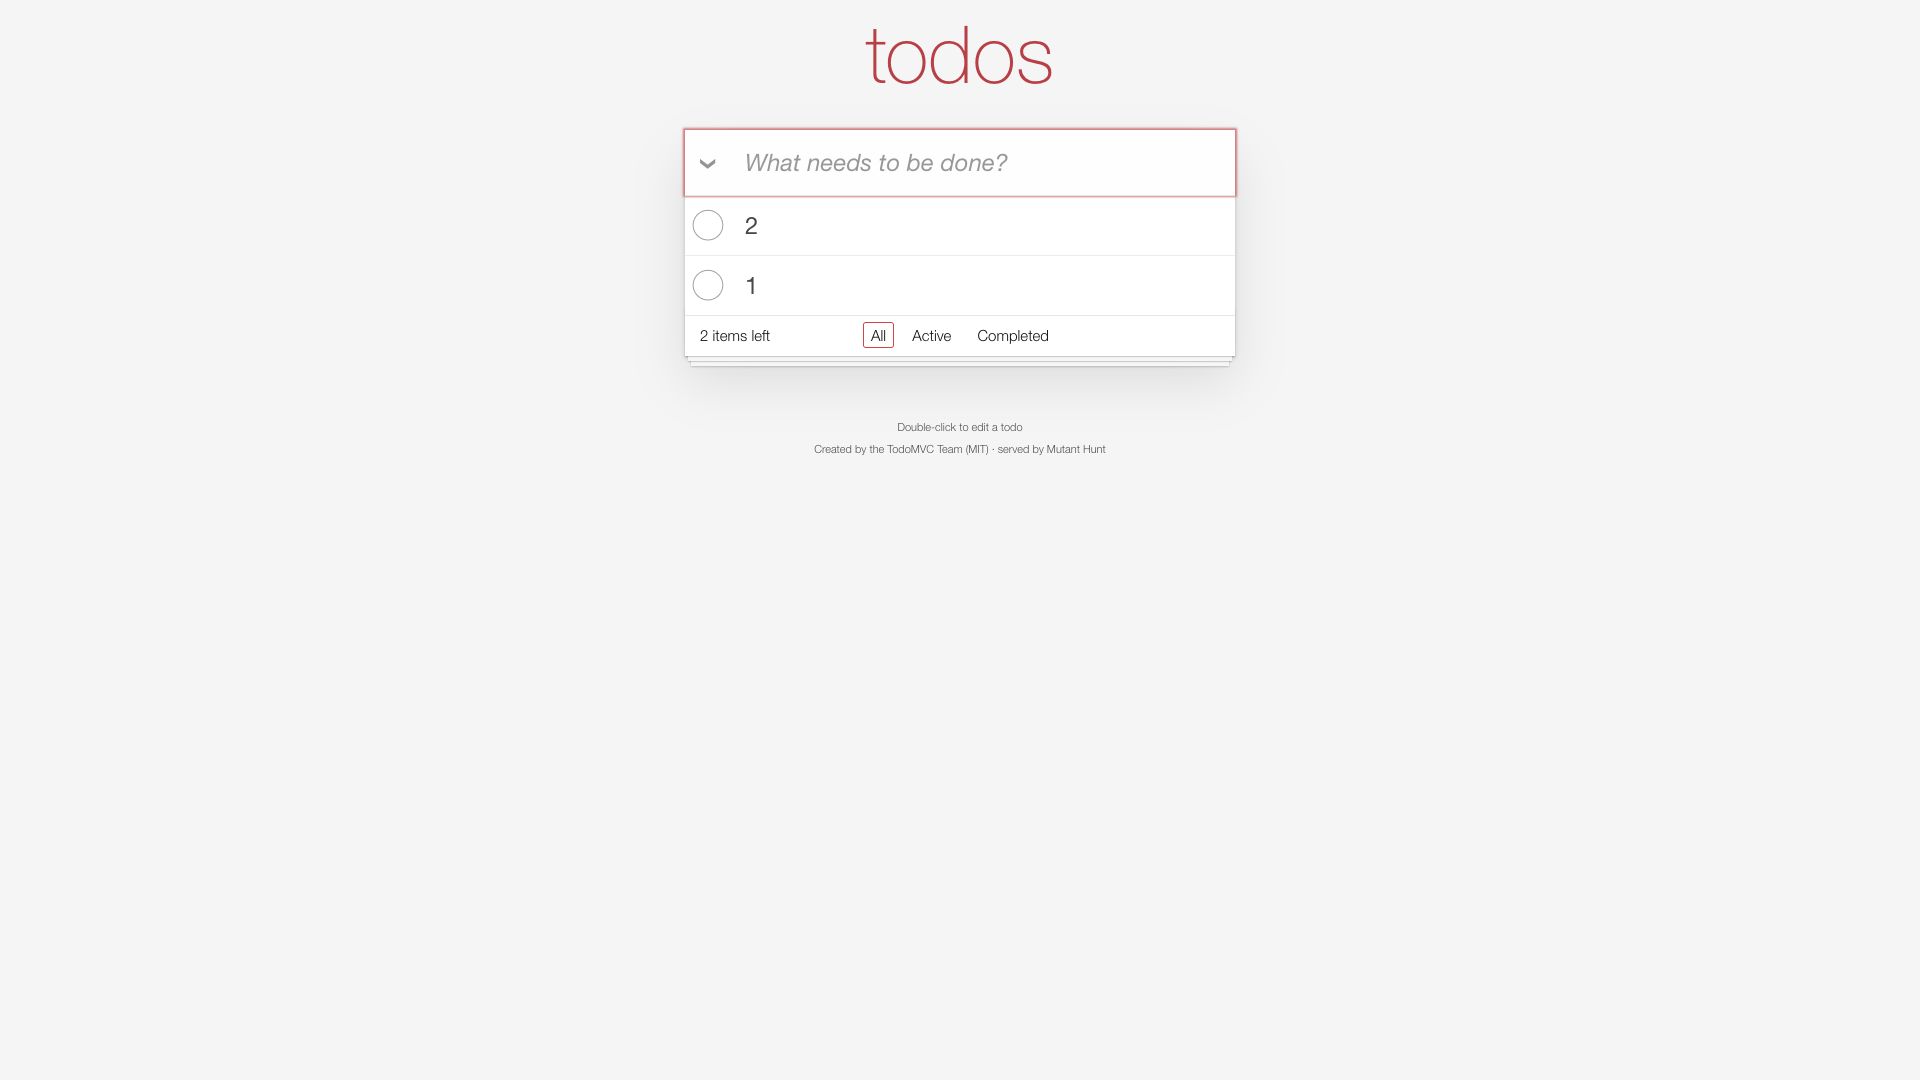 todos
What needs to be done?
2
1
2 items left All Active Completed
Double-click to edit a todo
Created by the TodoMVC Team (MIT) · served by Mutant Hunt